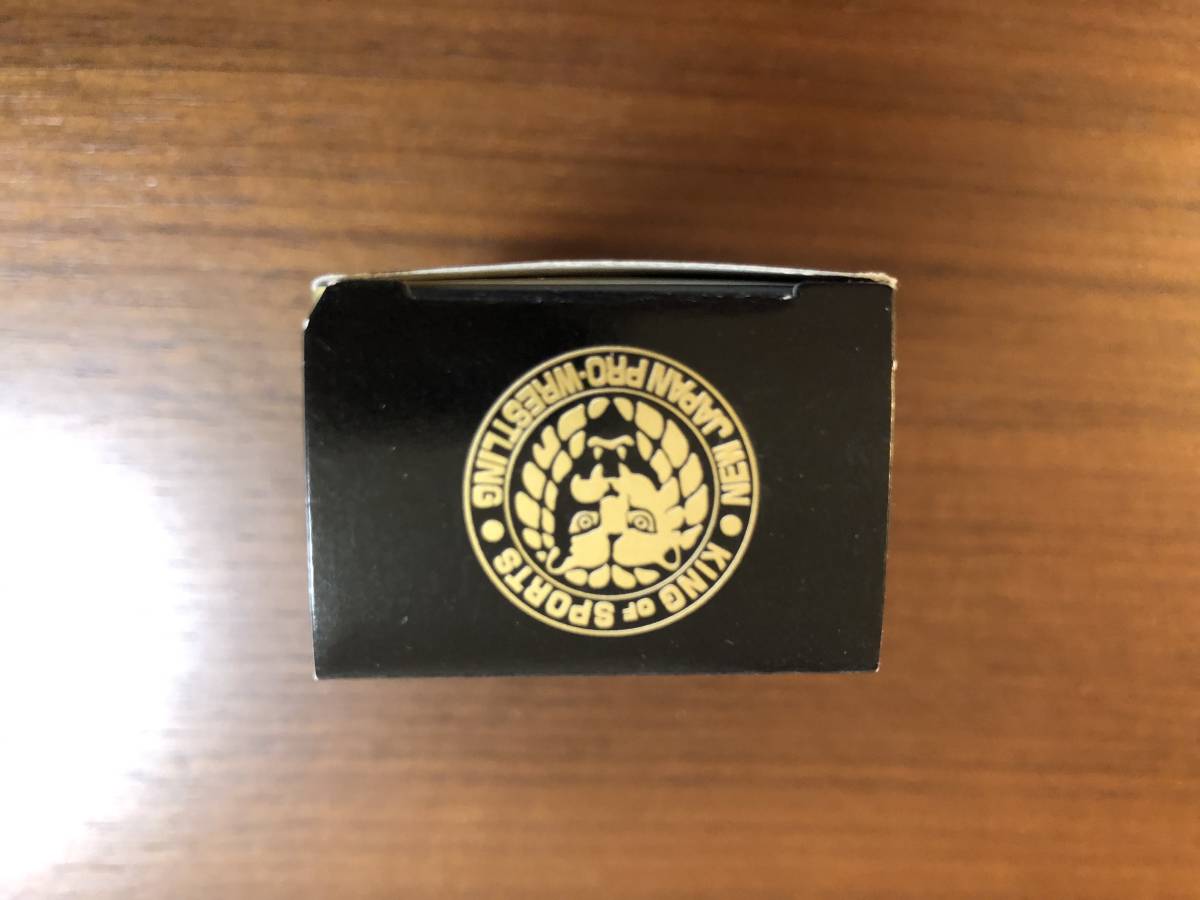 KING OF SPORTS
NEW JAPAN PRO-WRESTLING